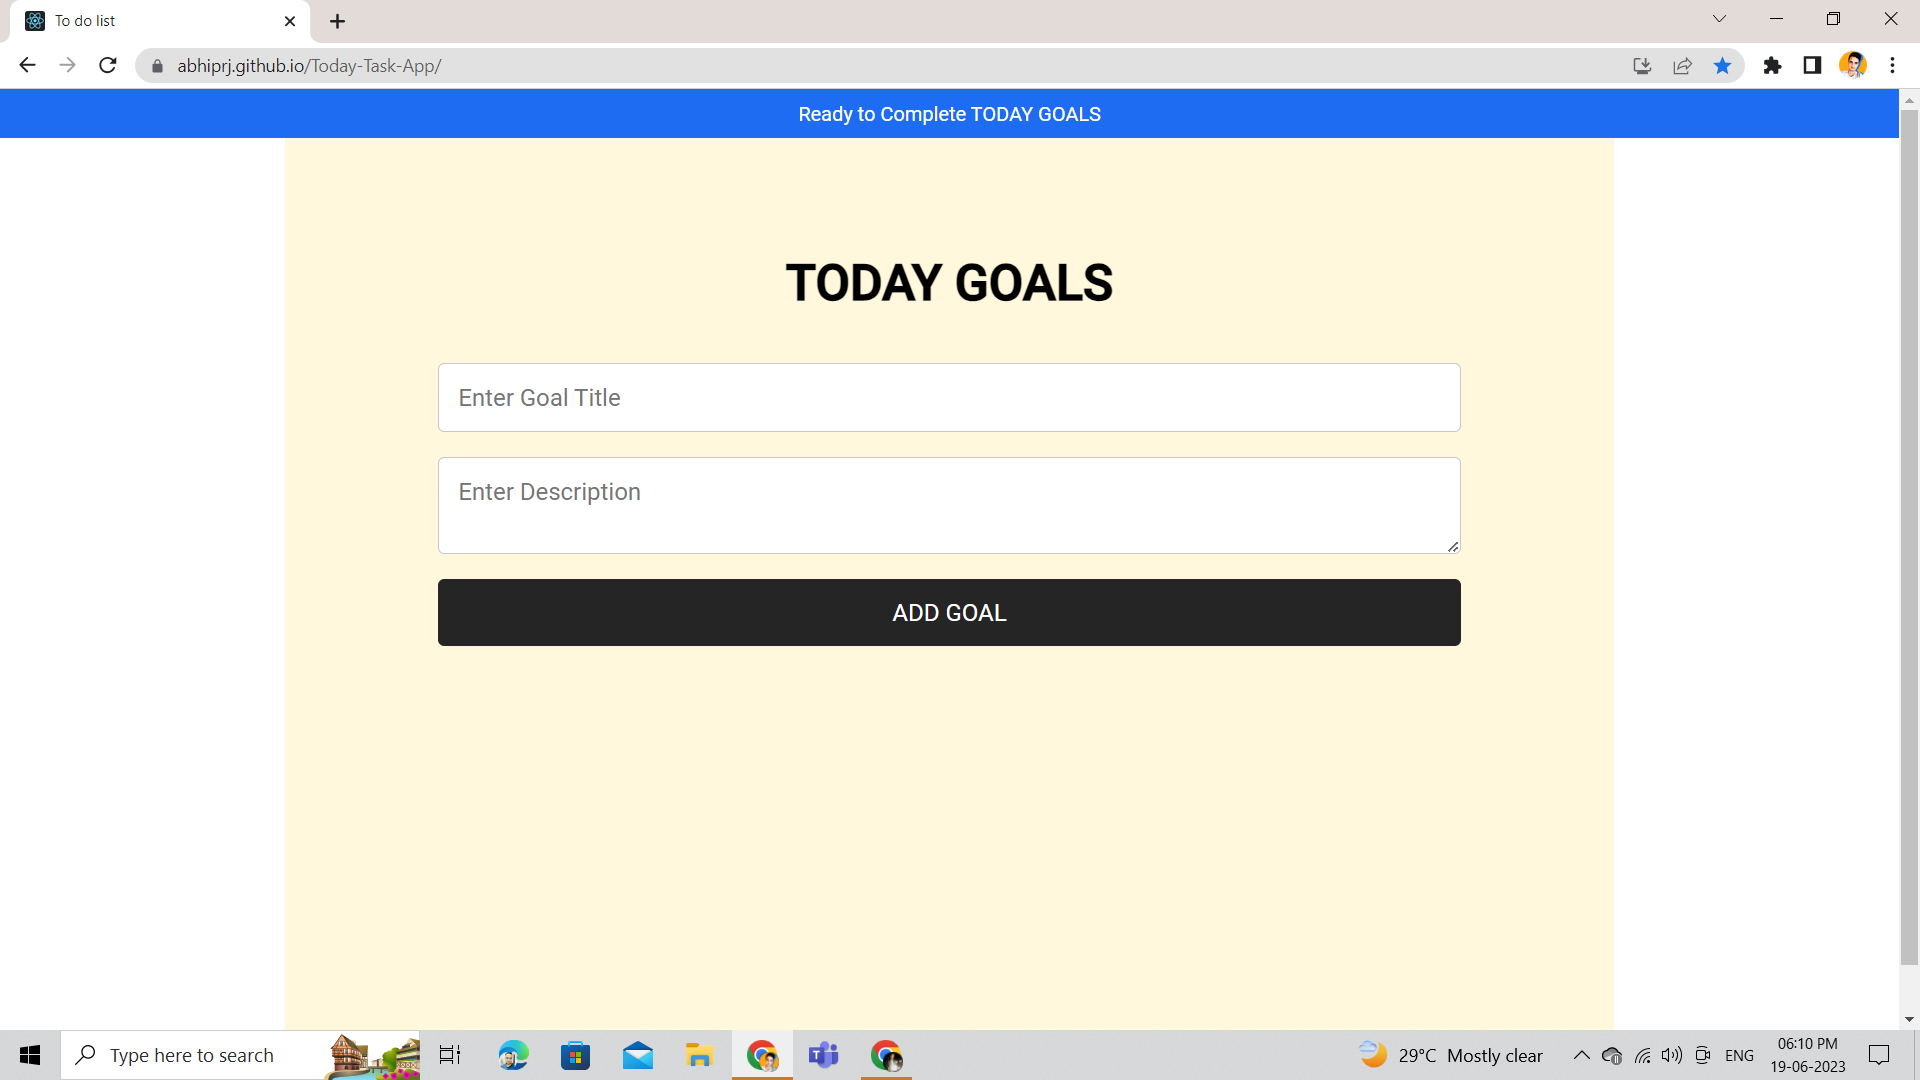 To do list
abhiprj.github.io/Today-Task-App/
Ready to Complete TODAY GOALS
TODAY GOALS
Enter Goal Title
Enter Description
ADD GOAL
Type here to search
29°C Mostly clear
ENG
06:10 PM
19-06-2023